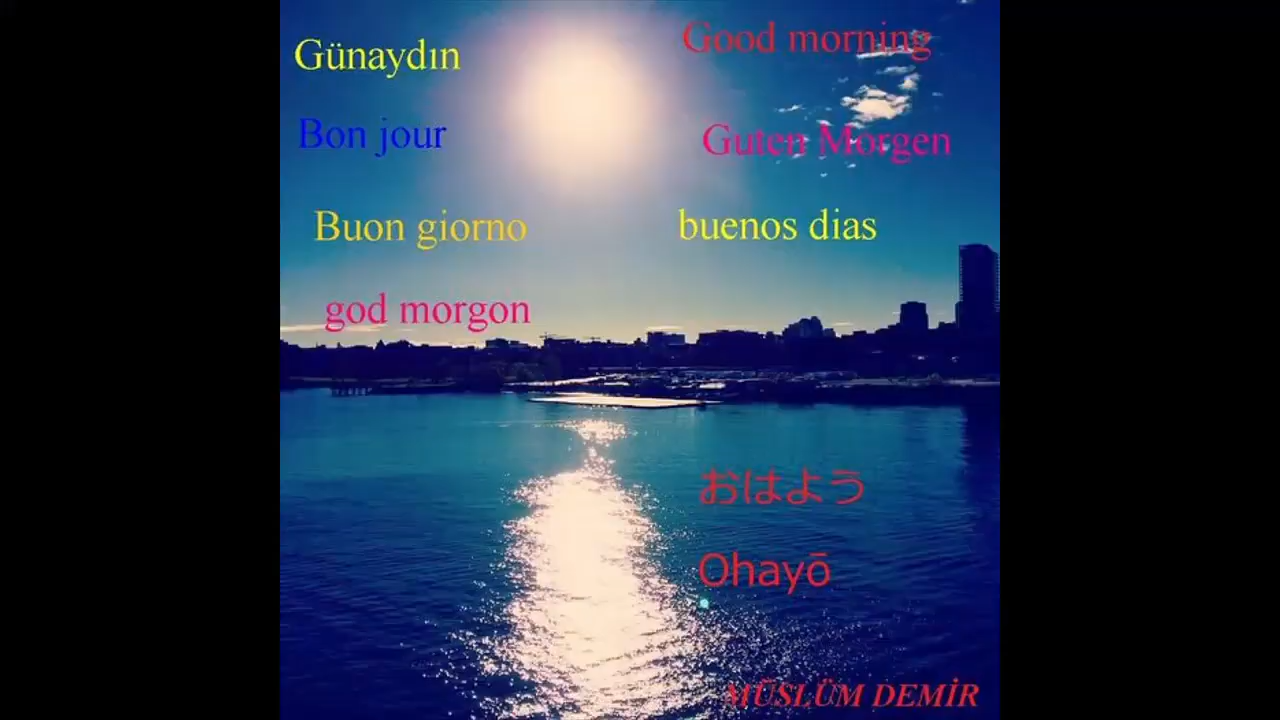 Günaydın
Good morning
Bon jour
Guten Morgen
Buon giorno
buenos dias
god morgon
おはよう
Ohayō
MÜSLÜM DEMİR